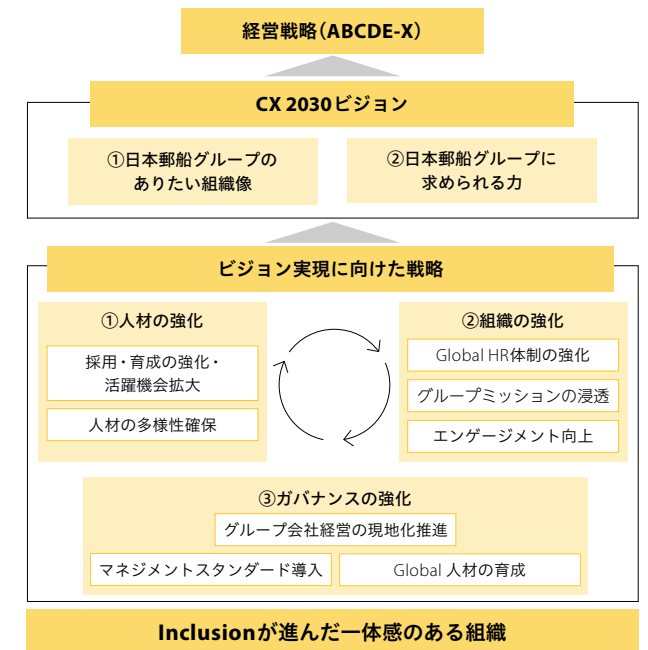 経営戦略（ABCDE-X）
CX 2030ビジョン
①日本郵船グループの
ありたい組織像
②日本郵船グループに
求められる力
ビジョン実現に向けた戦略
①人材の強化
採用・育成の強化・
活躍機会拡大
人材の多様性確保
②組織の強化
Global HR体制の強化
グループミッションの浸透
エンゲージメント向上
③ガバナンスの強化
グループ会社経営の現地化推進
マネジメントスタンダード導入
Global 人材の育成
Inclusionが進んだ一体感のある組織